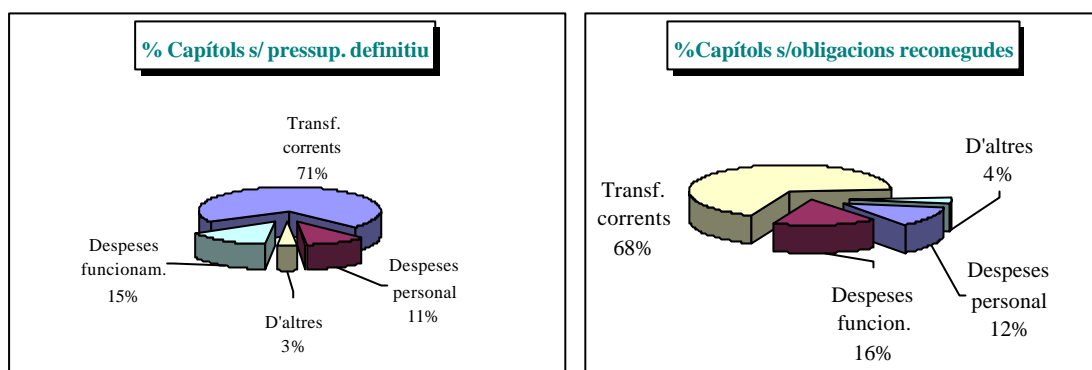 % Capítols s/ pressup. definitiu
Transf.
corrents
71%
Despeses
funcionam.
15%
D'altres
3%
Despeses
personal
11%
%Capítols s/obligacions reconegudes
Transf.
corrents
68%
D'altres
4%
Despeses
personal
12%
Despeses
funcion.
16%